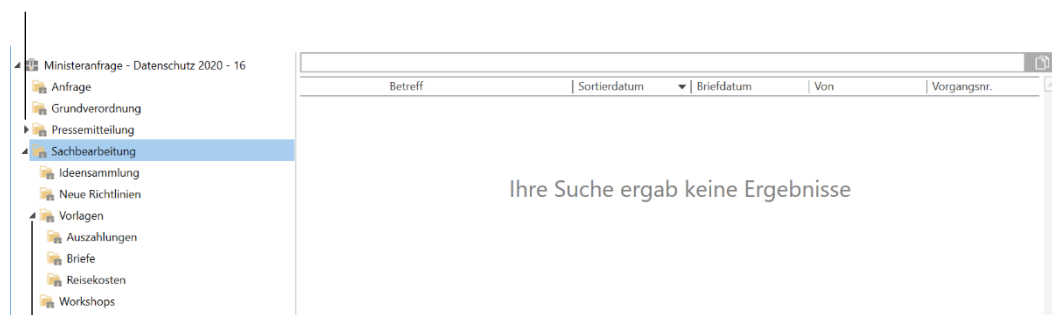 Ministeranfrage - Datenschutz 2020 - 16
Anfrage
Grundverordnung
Pressemitteilung
Sachbearbeitung
Ideensammlung
Neue Richtlinien
Vorlagen
Auszahlungen
Briefe
Reisekosten
Workshops
Betreff Sortierdatum Briefdatum Von Vorgangsnr.
Ihre Suche ergab keine Ergebnisse